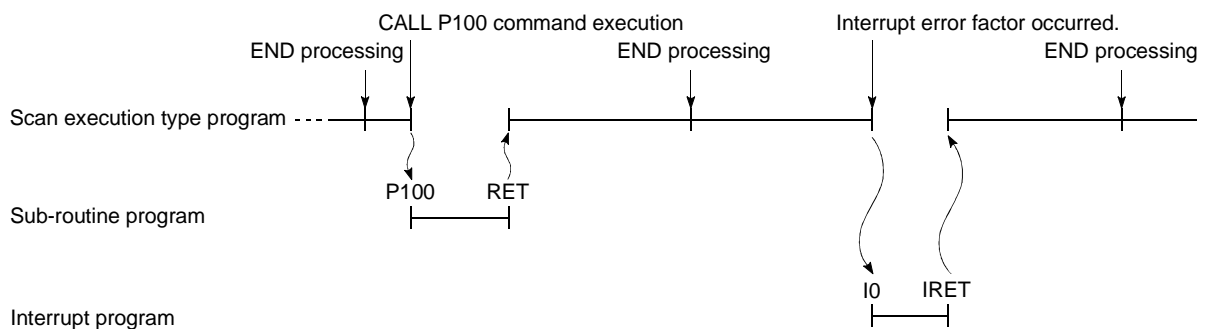 CALL P100 command execution
Interrupt error factor occurred.
END processing
END processing
END processing
Scan execution type program
P100
RET
Sub-routine program
I0
IRET
Interrupt program